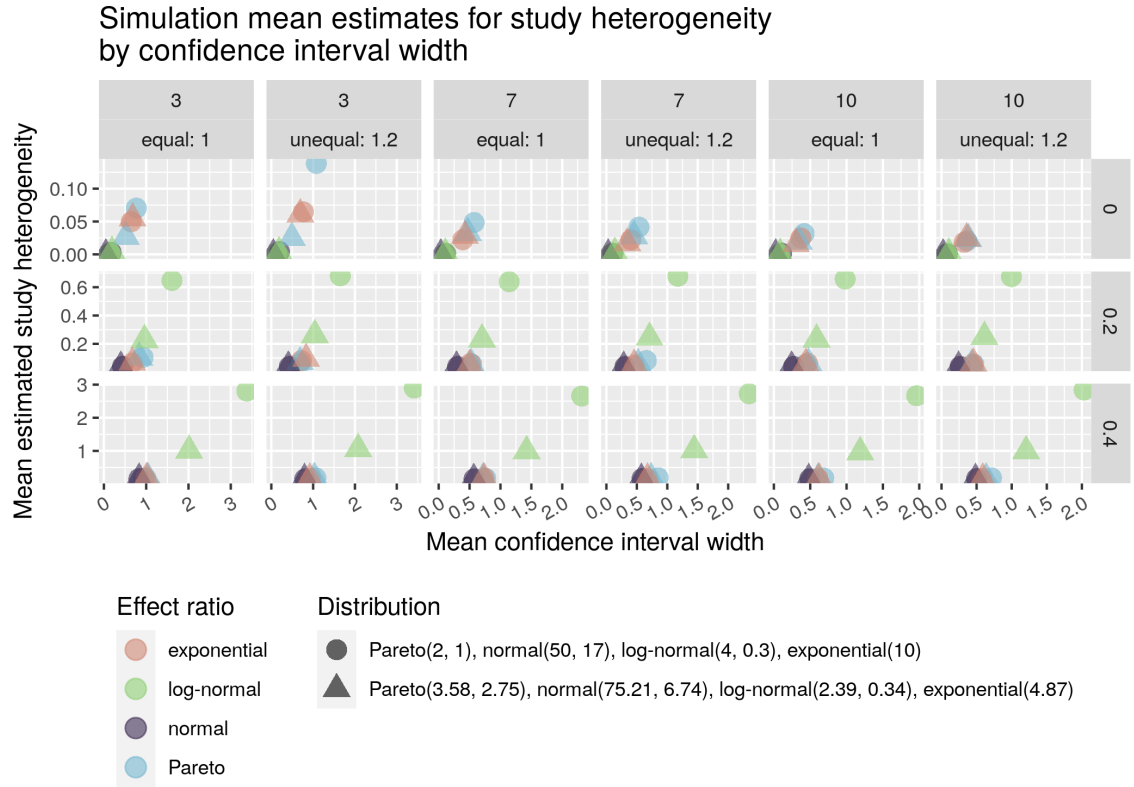 Simulation mean estimates for study heterogeneity
by confidence interval width
3 3 7 7 10 10
equal: 1 unequal: 1.2 equal: 1 unequal: 1.2 equal: 1 unequal: 1.2
Mean estimated study heterogeneity
0.10
0.05
0.00
0
0.6
0.4
0.2
0.2
3
2
1
0.4
0 1 2 3 0 1 2 3 0.0 0.5 1.0 1.5 2.0 0.0 0.5 1.0 1.5 2.0 0.0 0.5 1.0 1.5 2.0 0.0 0.5 1.0 1.5 2.0
Mean confidence interval width
Effect ratio
exponential
log-normal
normal
Pareto
Distribution
Pareto(2, 1), normal(50, 17), log-normal(4, 0.3), exponential(10)
Pareto(3.58, 2.75), normal(75.21, 6.74), log-normal(2.39, 0.34), exponential(4.87)